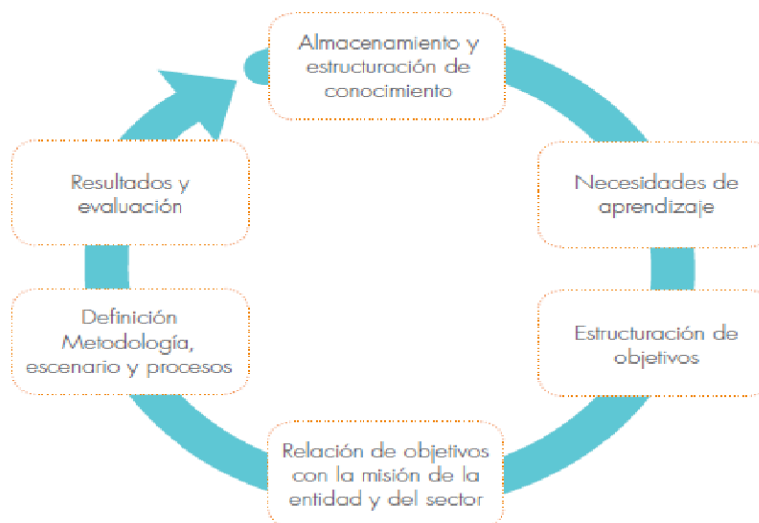 Almacenamiento y
estructuración de
conocimiento
Necesidades de
aprendizaje
Estructuración de
objetivos
Relación de objetivos
con la misión de la
entidad y del sector
Definición
Metodología,
escenario y procesos
Resultados y
evaluación